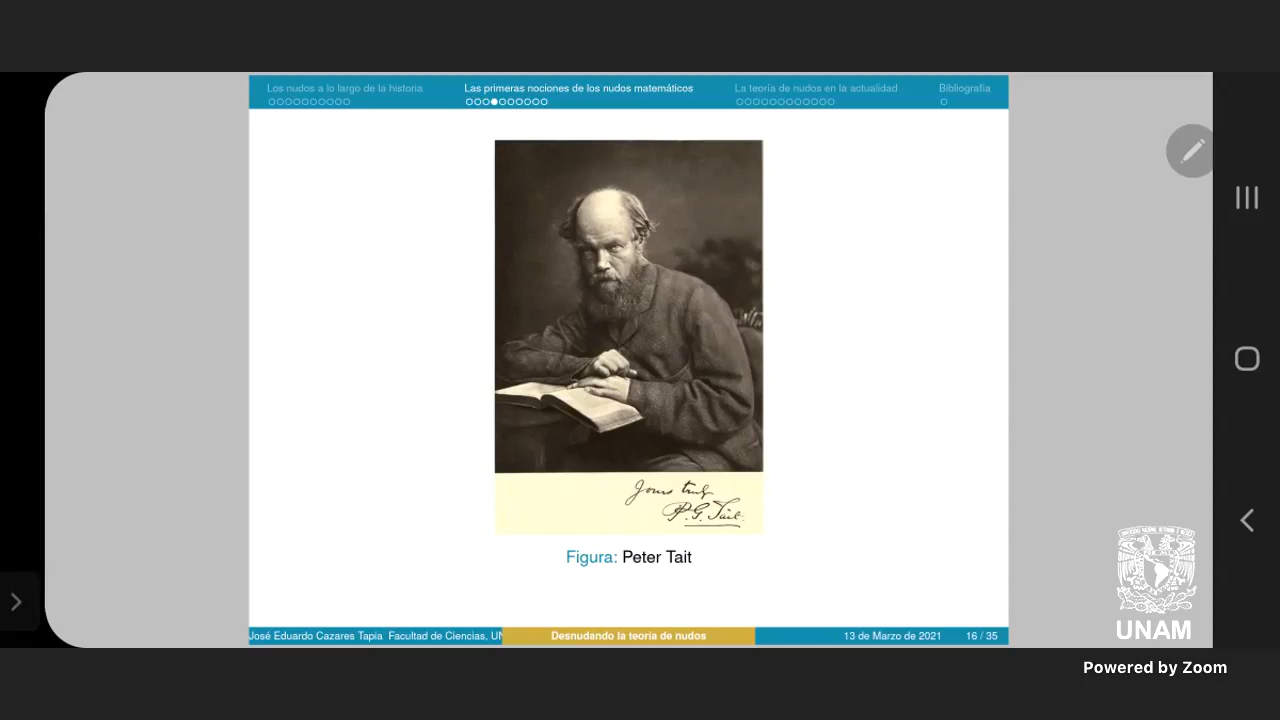 Los nudos a lo largo de la historia
Las primeras nociones de los nudos matemáticos
La teoría de nudos en la actualidad
Bibliografía
Yours truly
P. G. Tait.
Figura: Peter Tait
José Eduardo Cazares Tapia Facultad de Ciencias, UN
Desnudando la teoría de nudos
13 de Marzo de 2021
16 / 35
UNAM
Powered by Zoom